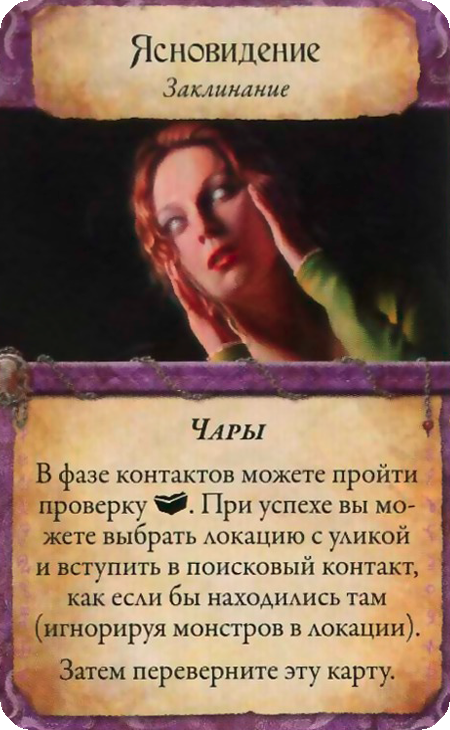 Ясновидение
Заклинание
Чары
В фазе контактов можете пройти
проверку . При успехе вы мо-
жете выбрать локацию с уликой
и вступить в поисковый контакт,
как если бы находились там
(игнорируя монстров в локации).
Затем переверните эту карту.